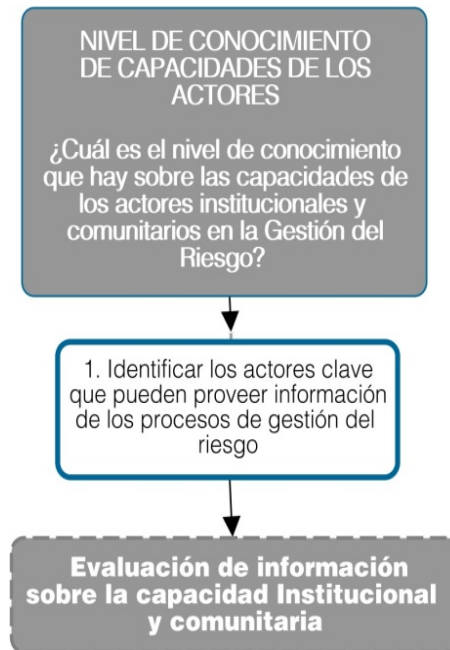 NIVEL DE CONOCIMIENTO
DE CAPACIDADES DE LOS
ACTORES
¿Cuál es el nivel de conocimiento
que hay sobre las capacidades de
los actores institucionales y
comunitarios en la Gestión del
Riesgo?
1. Identificar los actores clave
que pueden proveer información
de los procesos de gestión del
riesgo
Evaluación de información
sobre la capacidad Institucional
y comunitaria